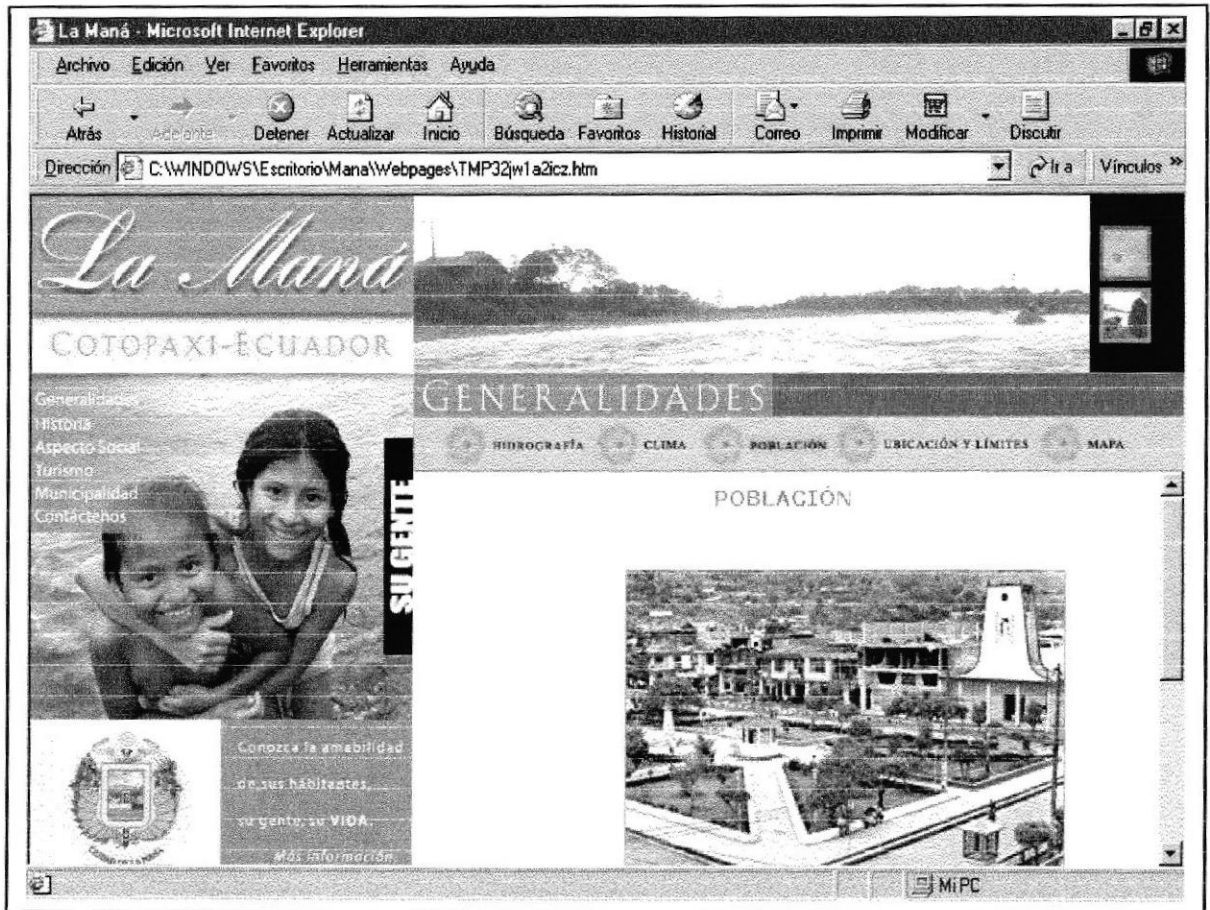 La Maná - Microsoft Internet Explorer
Archivo Edición Ver Favoritos Herramientas Ayuda
Atrás Adelante Detener Actualizar Inicio Búsqueda Favoritos Historial Correo Imprimir Modificar Discutir
Dirección C:\WINDOWS\Escritorio\Mana\Webpages\TMP32jw1a2icz.htm Ir a Vínculos »
La Maná
COTOPAXI-ECUADOR
Generalidades
Historia
Aspecto Social
Turismo
Municipalidad
Contáctenos
SU GENTE
Conozca la amabilidad
de sus habitantes,
su gente, su VIDA.
Más información
GENERALIDADES
HIDROGRAFÍA CLIMA POBLACIÓN UBICACIÓN Y LÍMITES MAPA
POBLACIÓN
Mi PC